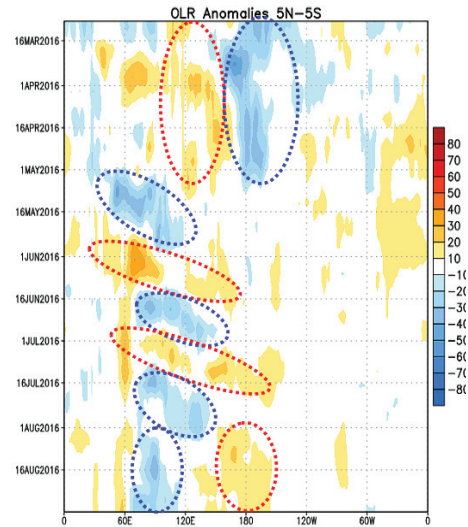 OLR Anomalies 5N-5S
16MAR2016
1APR2016
16APR2016
1MAY2016
16MAY2016
1JUN2016
16JUN2016
1JUL2016
16JUL2016
1AUG2016
16AUG2016
0 60E 120E 180 120W 60W 0
80
70
60
50
40
30
20
10
-10
-20
-30
-40
-50
-60
-70
-80